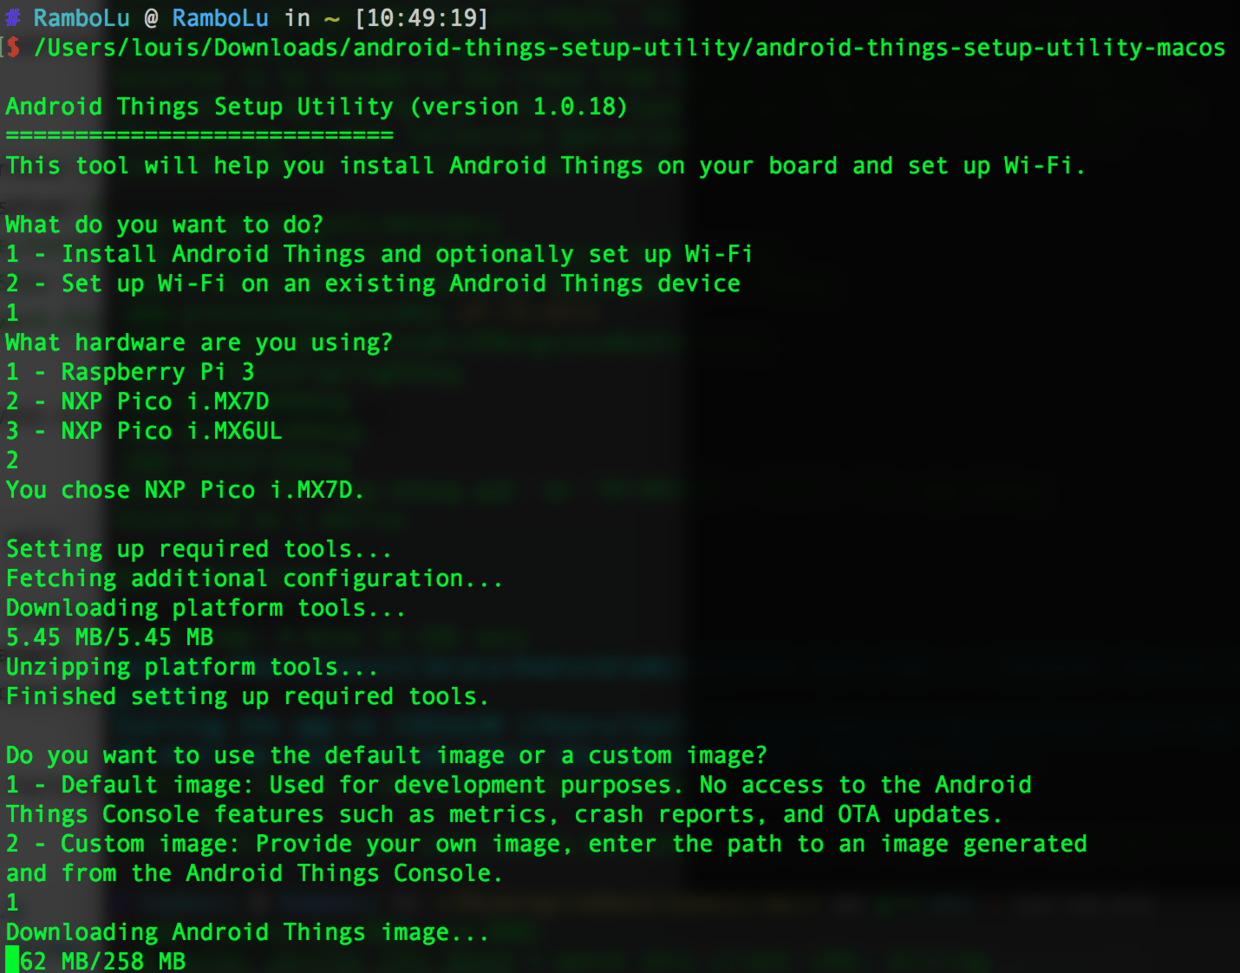 # RamboLu @ RamboLu in ~ [10:49:19]
[$ /Users/louis/Downloads/android-things-setup-utility/android-things-setup-utility-macos
Android Things Setup Utility (version 1.0.18)
============================
This tool will help you install Android Things on your board and set up Wi-Fi.
What do you want to do?
1 - Install Android Things and optionally set up Wi-Fi
2 - Set up Wi-Fi on an existing Android Things device
1
What hardware are you using?
1 - Raspberry Pi 3
2 - NXP Pico i.MX7D
3 - NXP Pico i.MX6UL
2
You chose NXP Pico i.MX7D.
Setting up required tools...
Fetching additional configuration...
Downloading platform tools...
5.45 MB/5.45 MB
Unzipping platform tools...
Finished setting up required tools.
Do you want to use the default image or a custom image?
1 - Default image: Used for development purposes. No access to the Android
Things Console features such as metrics, crash reports, and OTA updates.
2 - Custom image: Provide your own image, enter the path to an image generated
and from the Android Things Console.
1
Downloading Android Things image...
62 MB/258 MB